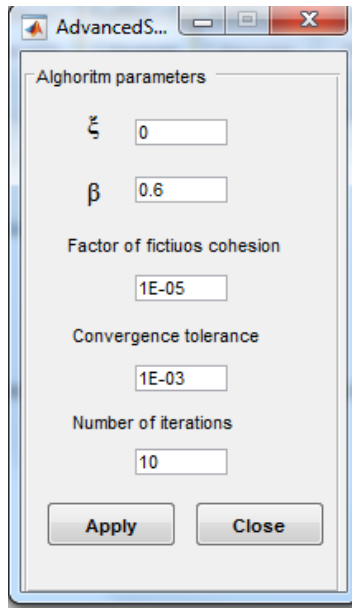 AdvancedS...
Alghoritm parameters
ξ 0
β 0.6
Factor of fictiuos cohesion
1E-05
Convergence tolerance
1E-03
Number of iterations
10
Apply Close